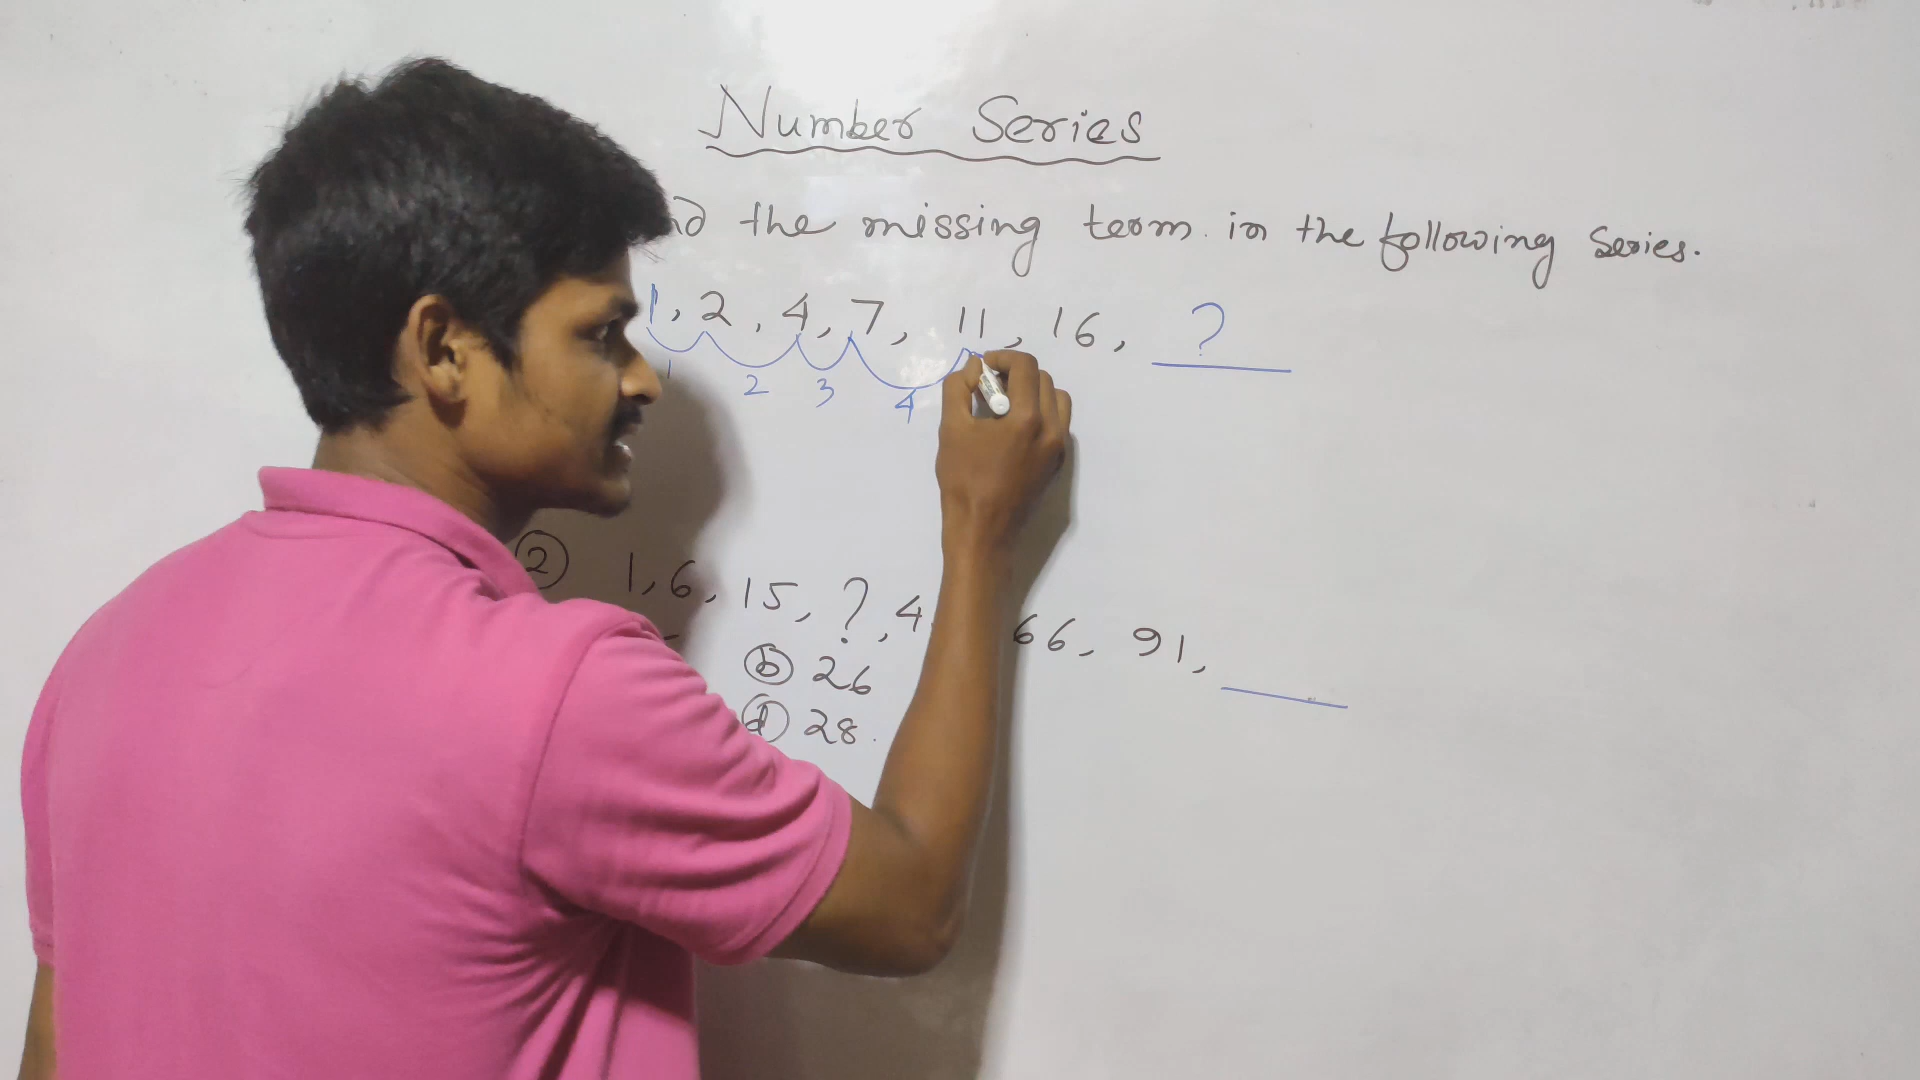 Number Series
the missing term in the following Series.
1, 2, 4, 7, 11, 16, ?
1 2 3 4
② 1, 6, 15, ?, 4 66, 91,
ⓑ 26
ⓓ 28.